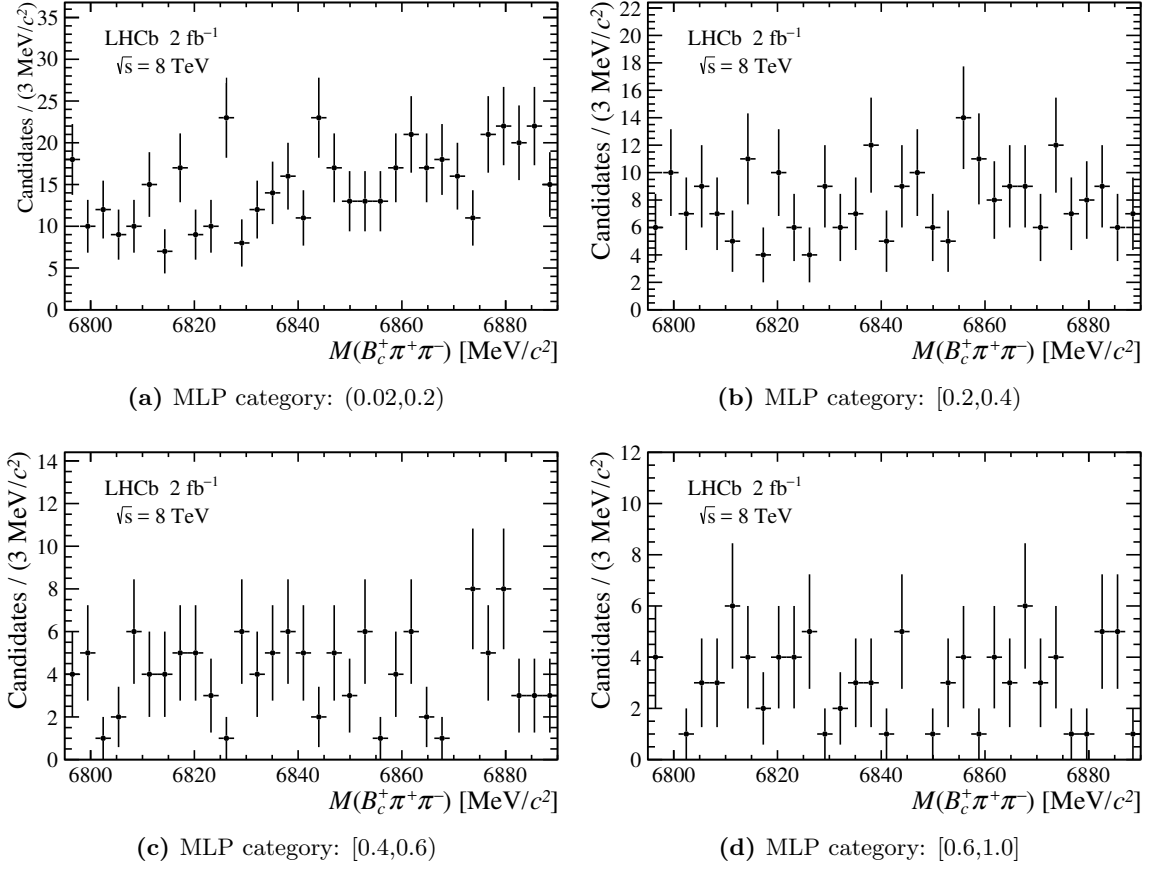 Candidates / (3 MeV/c²)
35
30
25
20
15
10
5
0
LHCb 2 fb⁻¹
√s = 8 TeV
6800 6820 6840 6860 6880
M(B_c⁺π⁺π⁻) [MeV/c²]
(a) MLP category: (0.02,0.2)
Candidates / (3 MeV/c²)
22
20
18
16
14
12
10
8
6
4
2
0
LHCb 2 fb⁻¹
√s = 8 TeV
6800 6820 6840 6860 6880
M(B_c⁺π⁺π⁻) [MeV/c²]
(b) MLP category: [0.2,0.4)
Candidates / (3 MeV/c²)
14
12
10
8
6
4
2
0
LHCb 2 fb⁻¹
√s = 8 TeV
6800 6820 6840 6860 6880
M(B_c⁺π⁺π⁻) [MeV/c²]
(c) MLP category: [0.4,0.6)
Candidates / (3 MeV/c²)
12
10
8
6
4
2
0
LHCb 2 fb⁻¹
√s = 8 TeV
6800 6820 6840 6860 6880
M(B_c⁺π⁺π⁻) [MeV/c²]
(d) MLP category: [0.6,1.0]